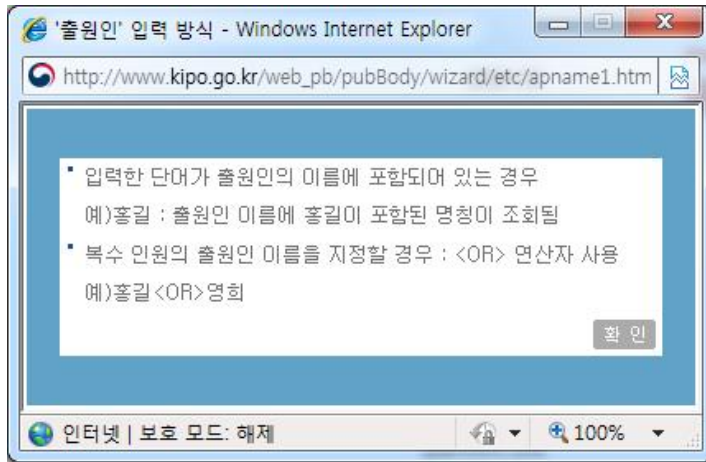 '출원인' 입력 방식 - Windows Internet Explorer
http://www.kipo.go.kr/web_pb/pubBody/wizard/etc/apname1.htm
입력한 단어가 출원인의 이름에 포함되어 있는 경우
예)홍길 : 출원인 이름에 홍길이 포함된 명칭이 조회됨
복수 인원의 출원인 이름을 지정할 경우 : <OR> 연산자 사용
예)홍길<OR>영희
확 인
인터넷 | 보호 모드: 해제
100%